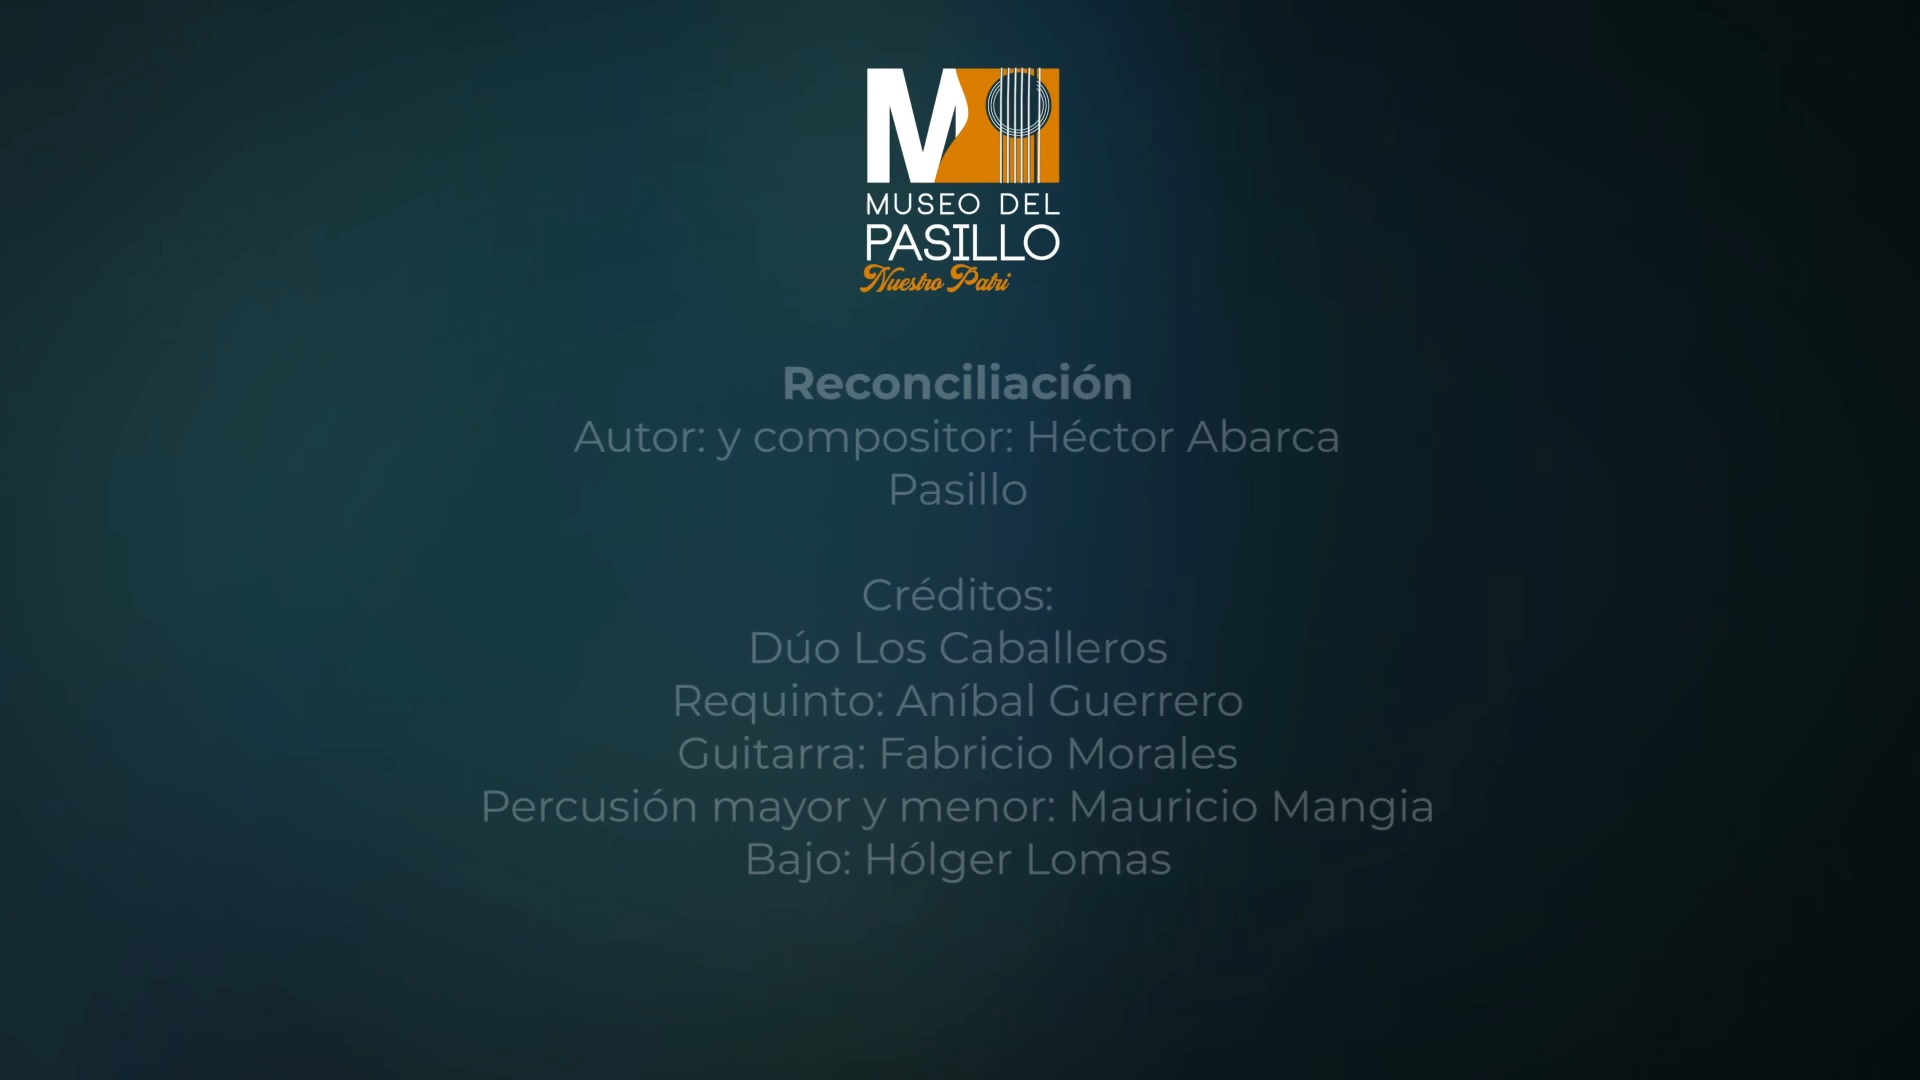 M
MUSEO DEL
PASILLO
Nuestro Patri
Reconciliación
Autor: y compositor: Héctor Abarca
Pasillo
Créditos:
Dúo Los Caballeros
Requinto: Aníbal Guerrero
Guitarra: Fabricio Morales
Percusión mayor y menor: Mauricio Mangia
Bajo: Hólger Lomas